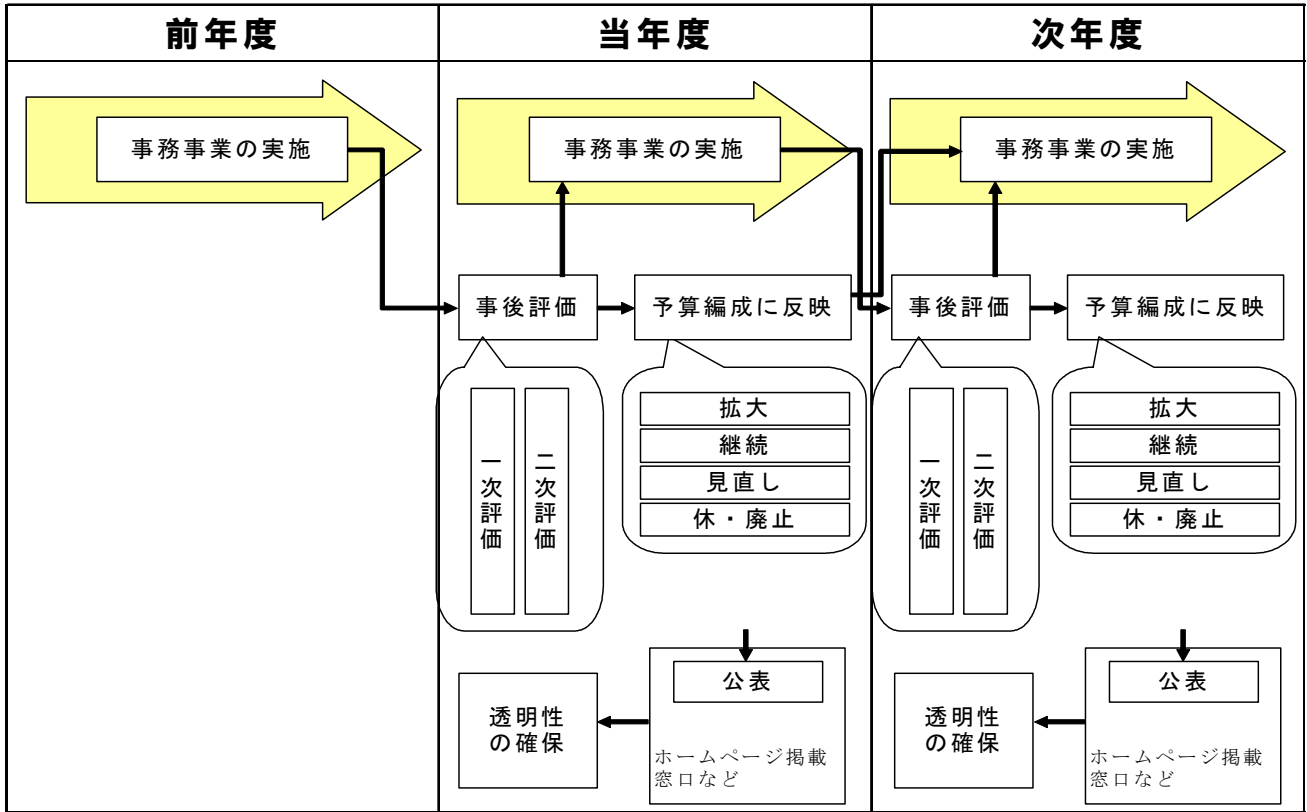 前年度
当年度
次年度
事務事業の実施
事務事業の実施
事務事業の実施
事後評価
予算編成に反映
事後評価
予算編成に反映
一次評価
二次評価
拡大
継続
見直し
休・廃止
一次評価
二次評価
拡大
継続
見直し
休・廃止
公表
透明性
の確保
ホームページ掲載
窓口など
公表
透明性
の確保
ホームページ掲載
窓口など